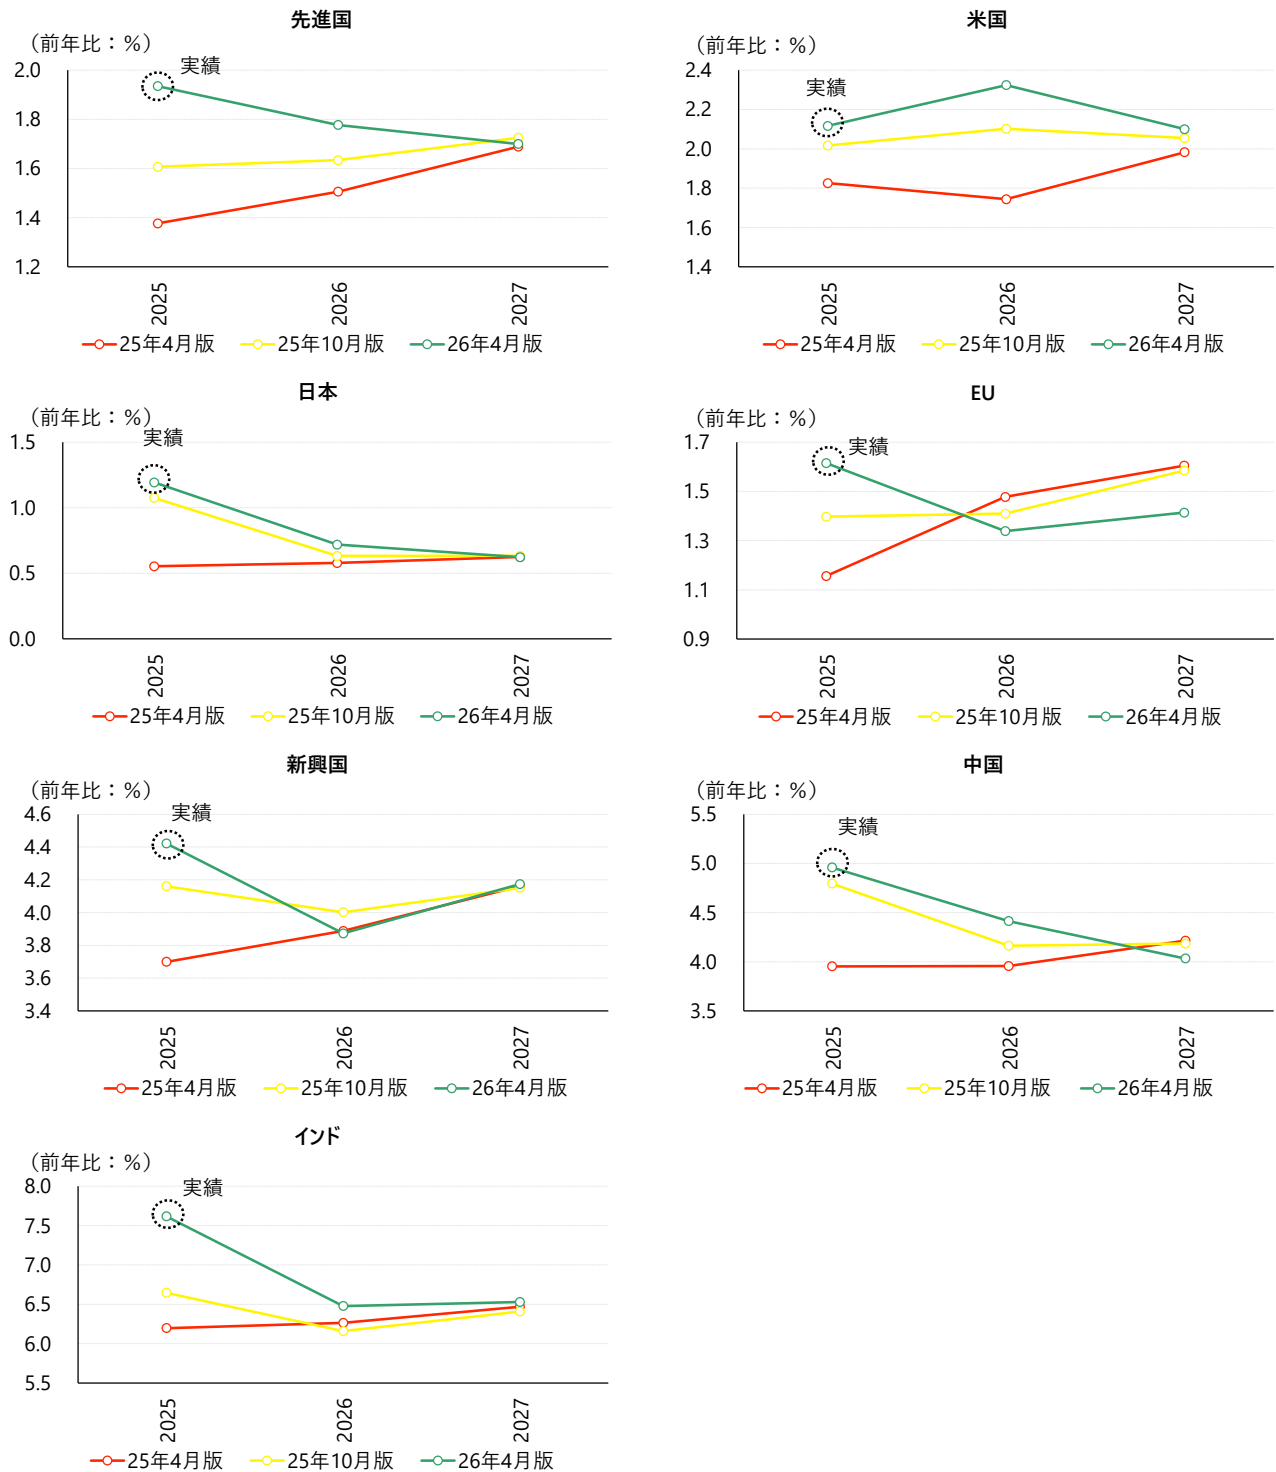 先進国
（前年比：%）
実績
2.0
1.8
1.6
1.4
1.2
2025
2026
2027
25年4月版 25年10月版 26年4月版
米国
（前年比：%）
実績
2.4
2.2
2.0
1.8
1.6
1.4
2025
2026
2027
25年4月版 25年10月版 26年4月版
日本
（前年比：%）
実績
1.5
1.0
0.5
0.0
2025
2026
2027
25年4月版 25年10月版 26年4月版
EU
（前年比：%）
実績
1.7
1.5
1.3
1.1
0.9
2025
2026
2027
25年4月版 25年10月版 26年4月版
新興国
（前年比：%）
実績
4.6
4.4
4.2
4.0
3.8
3.6
3.4
2025
2026
2027
25年4月版 25年10月版 26年4月版
中国
（前年比：%）
実績
5.5
5.0
4.5
4.0
3.5
2025
2026
2027
25年4月版 25年10月版 26年4月版
インド
（前年比：%）
実績
8.0
7.5
7.0
6.5
6.0
5.5
2025
2026
2027
25年4月版 25年10月版 26年4月版